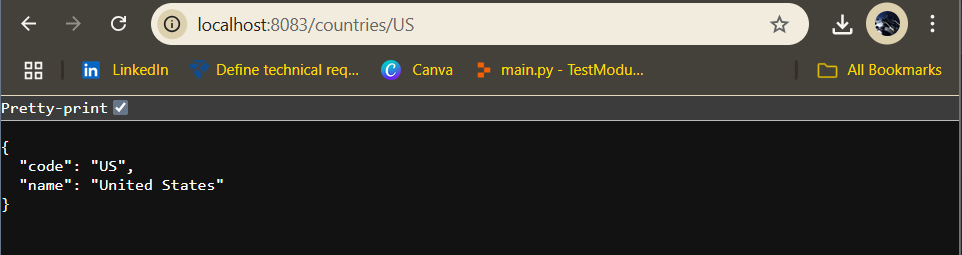 localhost:8083/countries/US
LinkedIn Define technical req... Canva main.py - TestModu... All Bookmarks
Pretty-print
{
  "code": "US",
  "name": "United States"
}